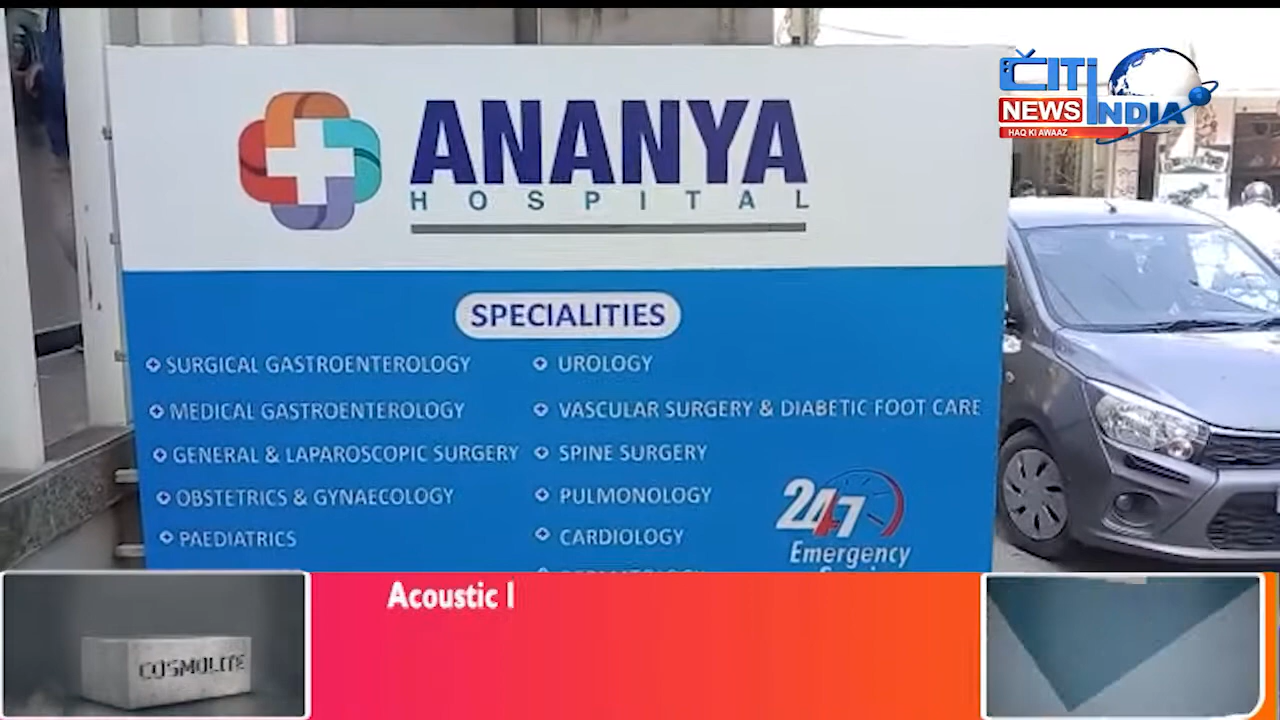 ANANYA
HOSPITAL
ČITI
NEWS INDIA
HAQ KI AWAAZ
SPECIALITIES
SURGICAL GASTROENTEROLOGY
MEDICAL GASTROENTEROLOGY
GENERAL & LAPAROSCOPIC SURGERY
OBSTETRICS & GYNAECOLOGY
PAEDIATRICS
UROLOGY
VASCULAR SURGERY & DIABETIC FOOT CARE
SPINE SURGERY
PULMONOLOGY
CARDIOLOGY
24/7
Emergency
Acoustic I
COSMOLITE